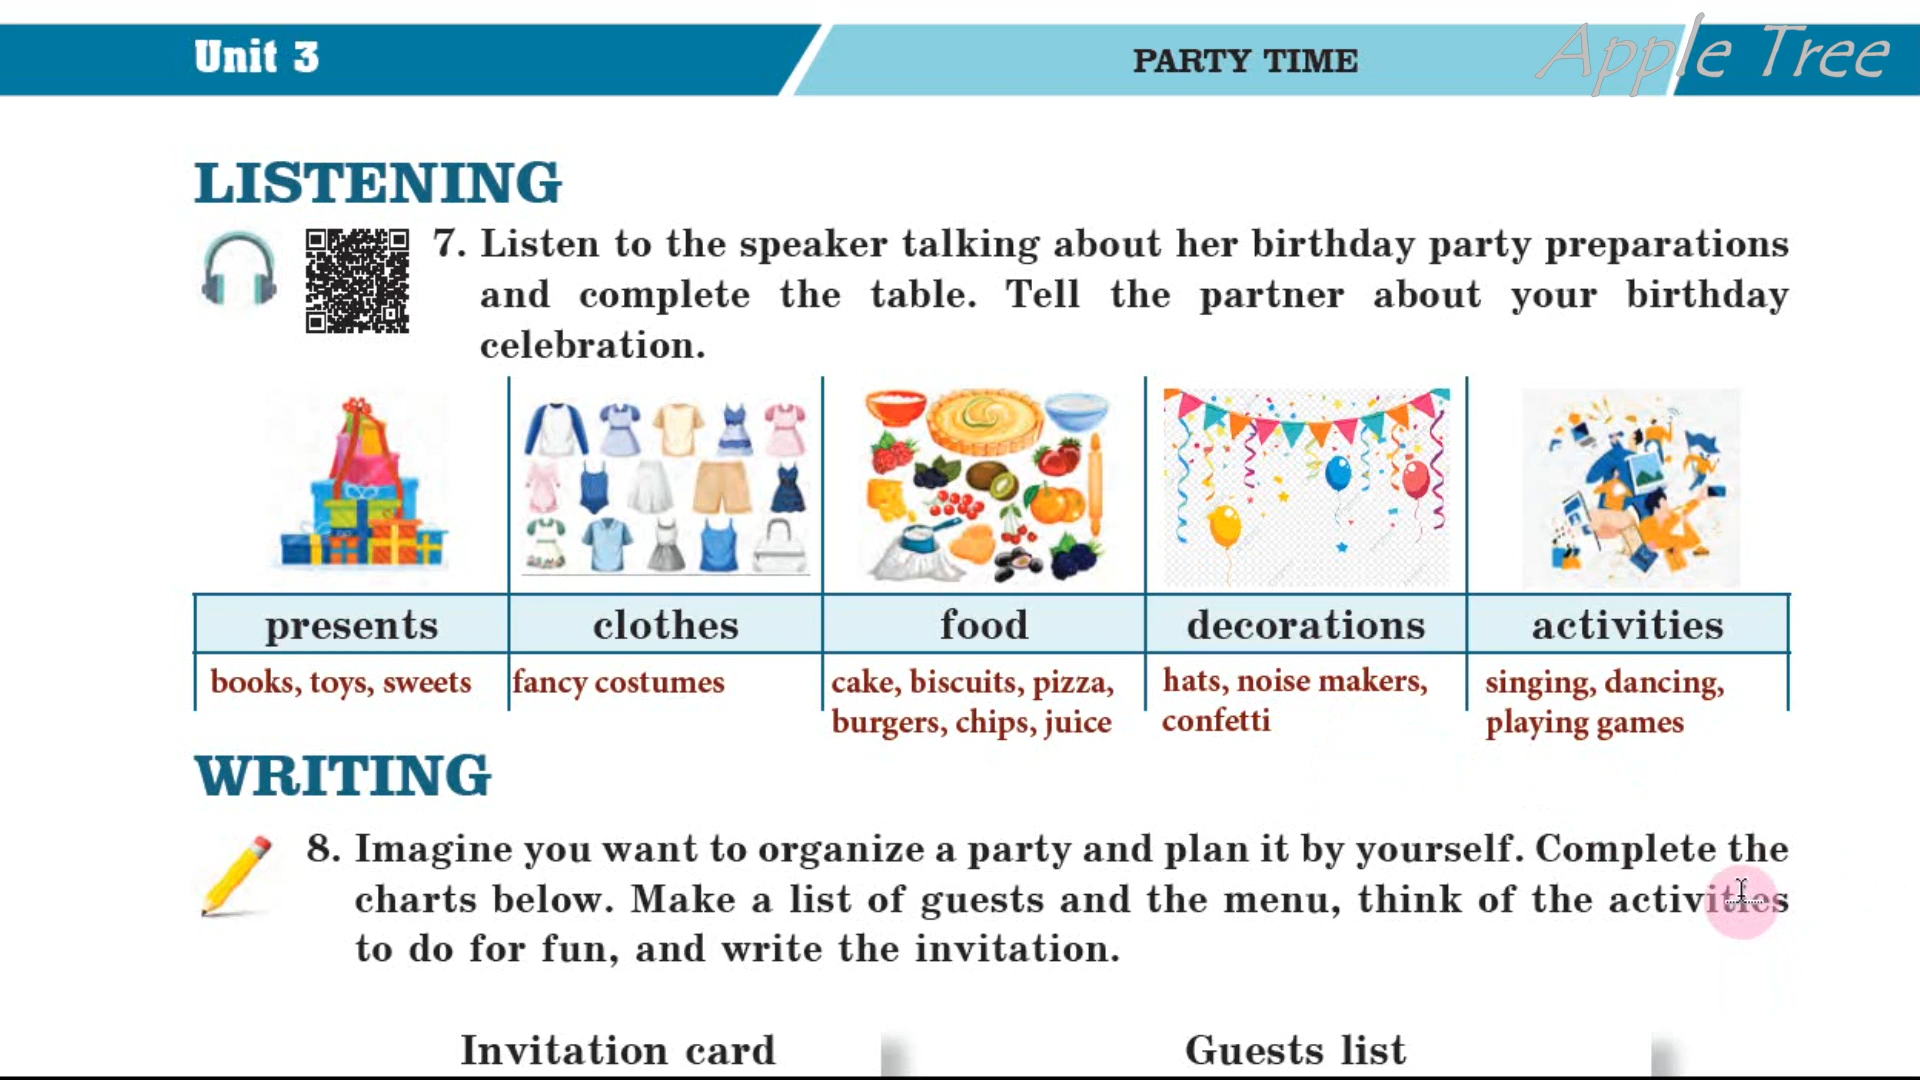 Unit 3
PARTY TIME
Apple Tree
LISTENING
7. Listen to the speaker talking about her birthday party preparations
and complete the table. Tell the partner about your birthday
celebration.
presents clothes food decorations activities
books, toys, sweets fancy costumes cake, biscuits, pizza, hats, noise makers, singing, dancing,
burgers, chips, juice confetti playing games
WRITING
8. Imagine you want to organize a party and plan it by yourself. Complete the
charts below. Make a list of guests and the menu, think of the activities
to do for fun, and write the invitation.
Invitation card Guests list